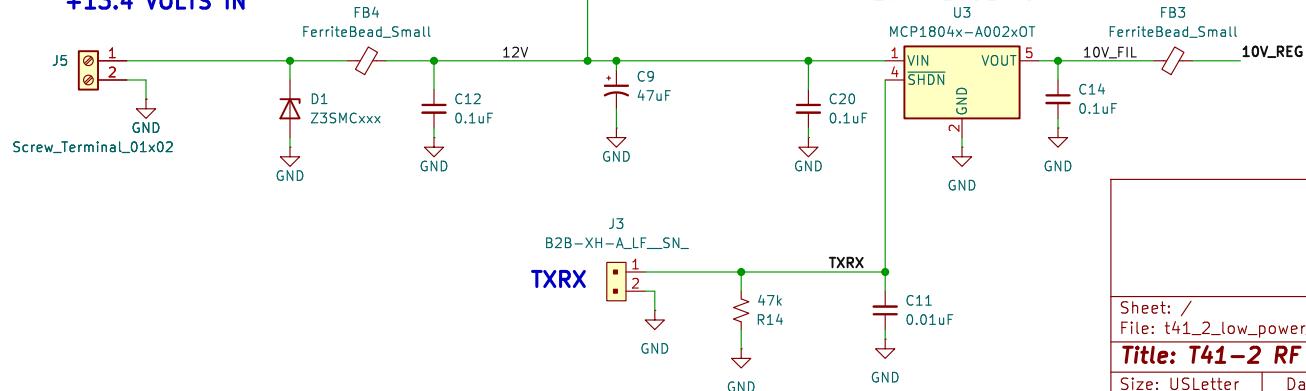 +13.4 VOLTS IN
FB4
FerriteBead_Small
U3
MCP1804x-A002xOT
FB3
FerriteBead_Small
J5
1
2
12V
C9
47uF
1
VIN
VOUT
5
4
SHDN
GND
2
10V_FIL
10V_REG
D1
Z3SMCxxx
C12
0.1uF
C20
0.1uF
C14
0.1uF
GND
Screw_Terminal_01x02
GND
GND
GND
GND
GND
GND
J3
B2B-XH-A_LF__SN_
TXRX
1
2
TXRX
47k
R14
C11
0.01uF
GND
GND
GND
Sheet: /
File: t41_2_low_power
Title: T41-2 RF
Size: USLetter
Da